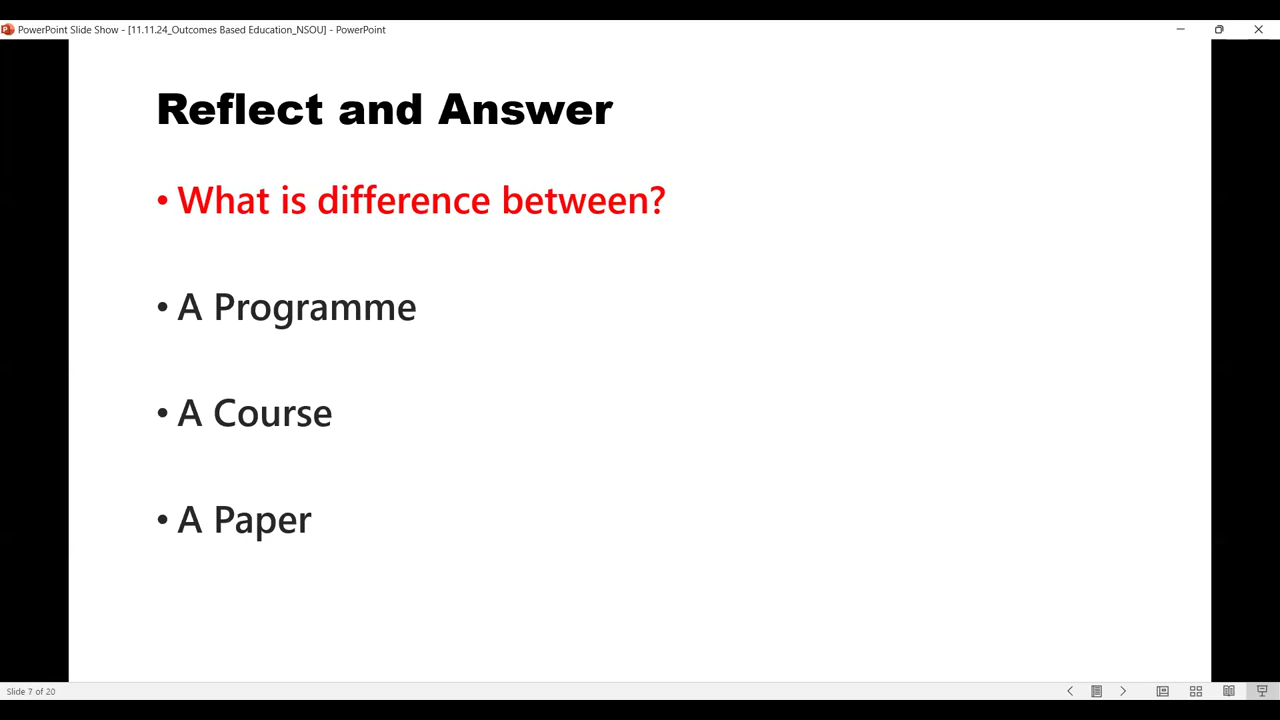 PowerPoint Slide Show - [11.11.24_Outcomes Based Education_NSOU] - PowerPoint
Reflect and Answer
• What is difference between?
• A Programme
• A Course
• A Paper
Slide 7 of 20